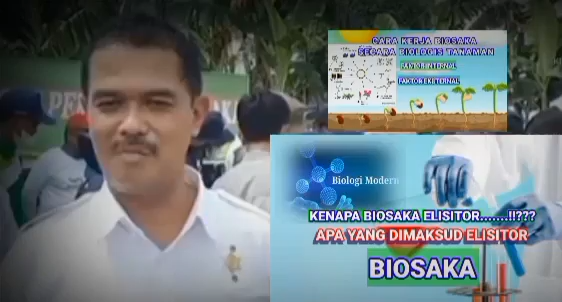 CARA KERJA BIOSAKA
SECARA BIOLOGIS TANAMAN
FAKTOR INTERNAL
FAKTOR EKTERNAL
Biologi Modern
KENAPA BIOSAKA ELISITOR.......!!???
APA YANG DIMAKSUD ELISITOR
BIOSAKA